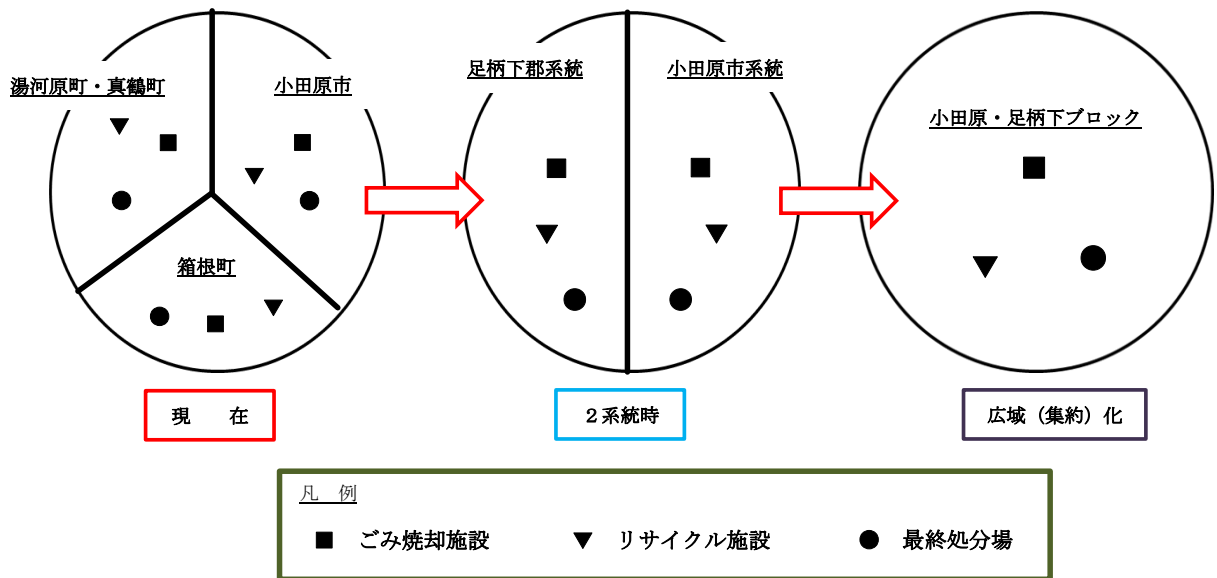 湯河原町・真鶴町
小田原市
箱根町
現　　在
足柄下郡系統
小田原市系統
２系統時
小田原・足柄下ブロック
広域（集約）化
凡　例
■　ごみ焼却施設　　▼　リサイクル施設　　●　最終処分場